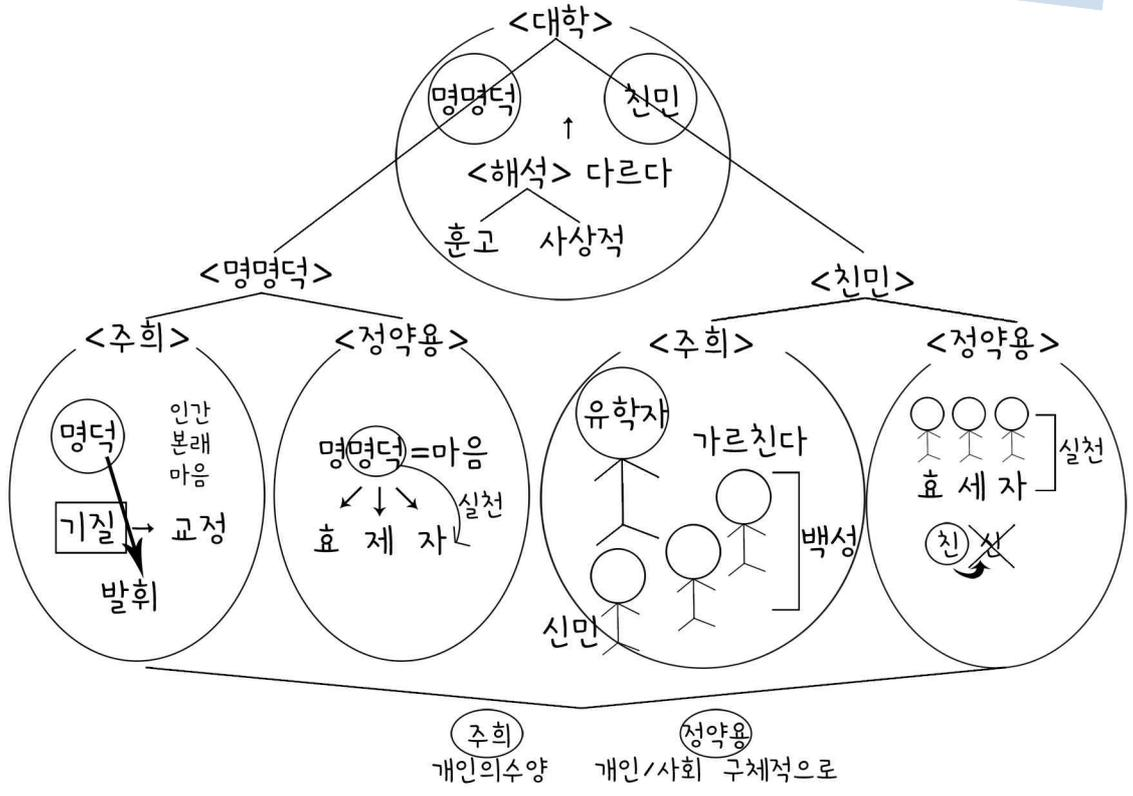 <대학>
명명덕 친민
↑
<해석> 다르다
훈고 사상적
<명명덕>
<친민>
<주희>
명덕
인간
본래
마음
기질 → 교정
발휘
<정약용>
명명덕=마음
실천
효 제 자
<주희>
유학자
가르친다
백성
신민
<정약용>
실천
효 세 자
친 신
주희
개인의수양
정약용
개인/사회 구체적으로